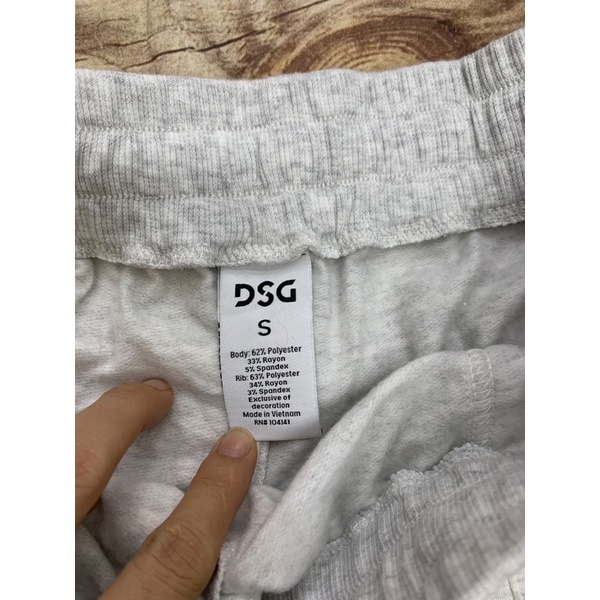 DSG
S
Body: 62% Polyester
33% Rayon
5% Spandex
Rib: 63% Polyester
34% Rayon
3% Spandex
Exclusive of
decoration
Made in Vietnam
RN# 104141